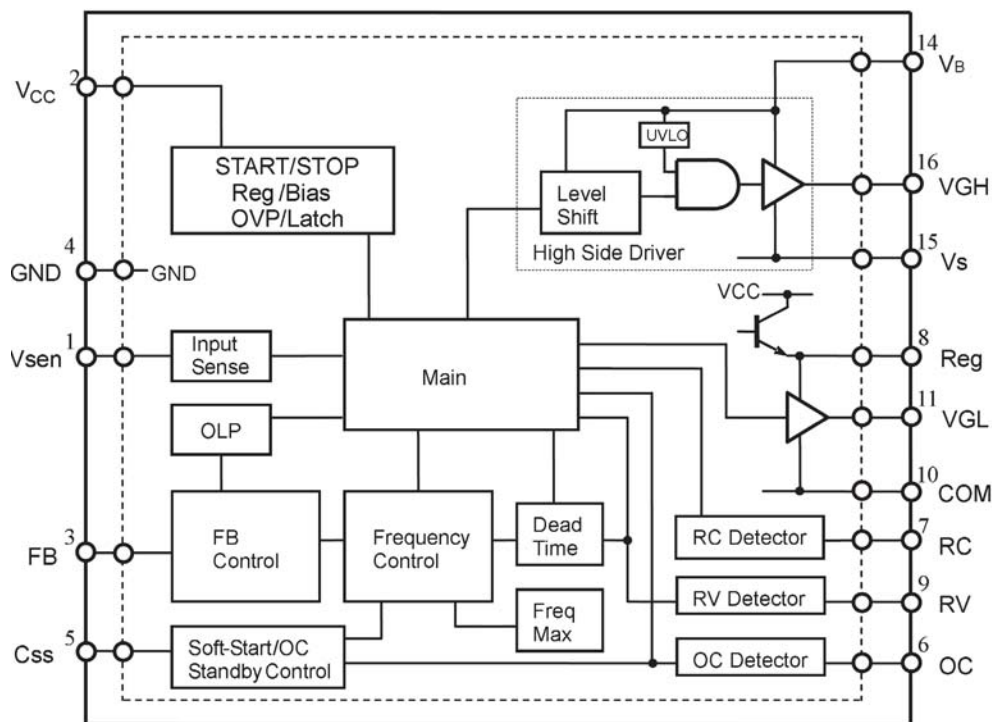 2
VCC
START/STOP
Reg /Bias
OVP/Latch
4
GND
GND
1
Vsen
Input
Sense
OLP
3
FB
FB
Control
5
Css
Soft-Start/OC
Standby Control
Main
Frequency
Control
Dead
Time
Freq
Max
UVLO
Level
Shift
High Side Driver
VCC
RC Detector
RV Detector
OC Detector
14
VB
16
VGH
15
Vs
8
Reg
11
VGL
10
COM
7
RC
9
RV
6
OC